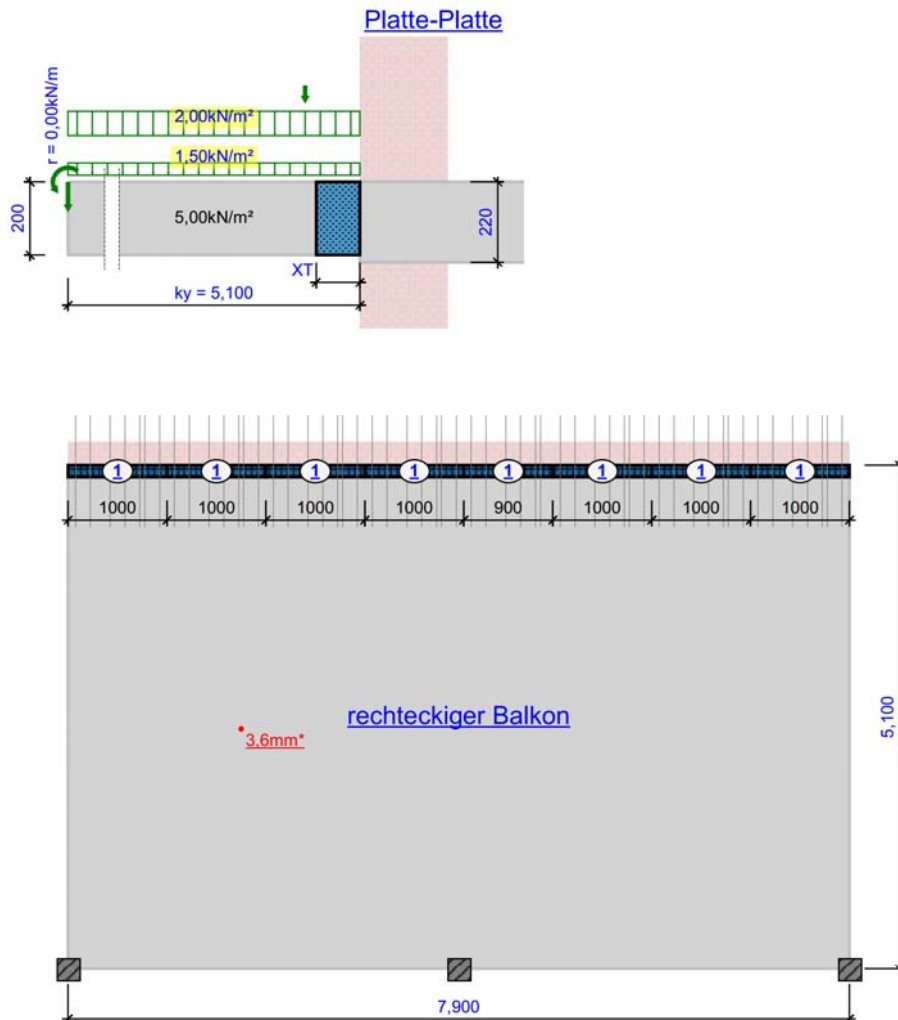 Platte-Platte
r = 0,00kN/m
2,00kN/m²
1,50kN/m²
200
5,00kN/m²
220
XT
ky = 5,100
1 1 1 1 1 1 1 1
1000 1000 1000 1000 900 1000 1000 1000
rechteckiger Balkon
3,6mm*
5,100
7,900